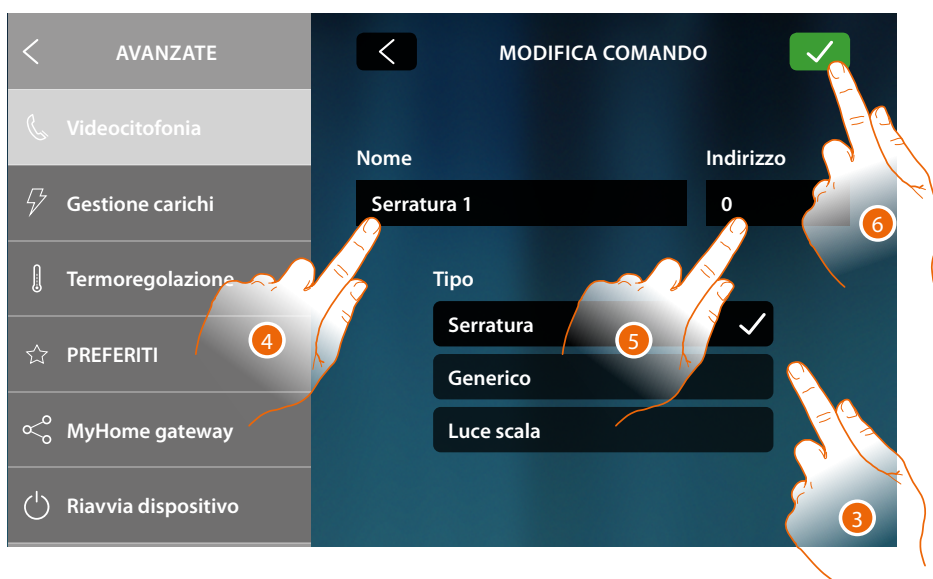 AVANZATE
Videocitofonia
Gestione carichi
Termoregolazione
PREFERITI
MyHome gateway
Riavvia dispositivo
MODIFICA COMANDO
Nome
Indirizzo
Serratura 1
0
Tipo
Serratura
Generico
Luce scala
4
5
6
3